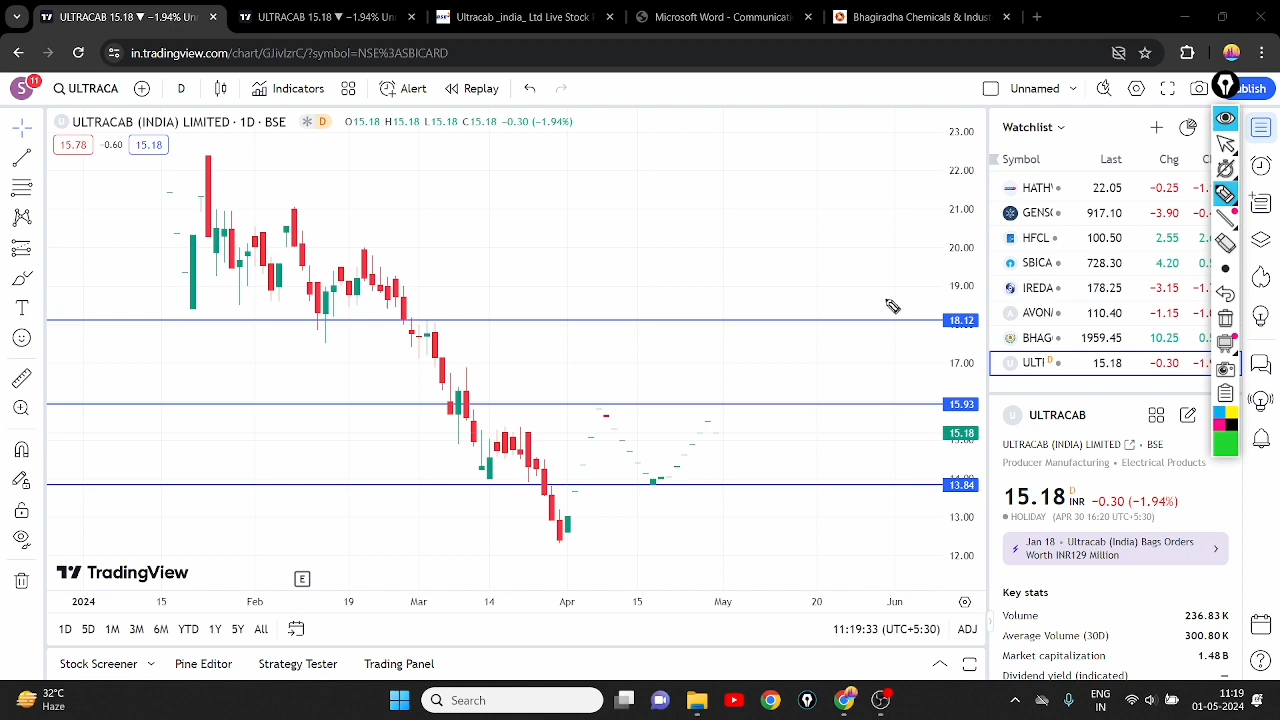 ULTRACAB 15.18 ▼ −1.94% Un
ULTRACAB 15.18 ▼ −1.94% Un
Ultracab _india_ Ltd Live Stock
Microsoft Word - Communicati
Bhagiradha Chemicals & Indust
in.tradingview.com/chart/GJivlzrC/?symbol=NSE%3ASBICARD
S 11
ULTRACA
D
Indicators
Alert
Replay
Unnamed
blish
ULTRACAB (INDIA) LIMITED · 1D · BSE
D
O15.18 H15.18 L15.18 C15.18 −0.30 (−1.94%)
15.78
−0.60
15.18
23.00
22.00
21.00
20.00
19.00
18.12
17.00
15.93
15.18
13.84
13.00
12.00
TradingView
E
2024
15
Feb
19
Mar
14
Apr
15
May
20
Jun
1D 5D 1M 3M 6M YTD 1Y 5Y All
11:19:33 (UTC+5:30)
ADJ
Stock Screener
Pine Editor
Strategy Tester
Trading Panel
Watchlist
Symbol Last Chg
HATH 22.05 −0.25
GENSO 917.10 −3.90
HFCL 100.50 2.55
SBICA 728.30 4.20
IREDA 178.25 −3.15
AVON 110.40 −1.15
BHAG 1959.45 10.25
ULTI D 15.18 −0.30
U ULTRACAB
ULTRACAB (INDIA) LIMITED · BSE
Producer Manufacturing • Electrical Products
15.18 D INR −0.30 (−1.94%)
HOLIDAY (APR 30 16:20 UTC+5:30)
Jan 18 • Ultracab (India) Bags Orders
Worth INR129 Million
Key stats
Volume 236.83 K
Average Volume (30D) 300.80 K
Market capitalization 1.48 B
Dividend yield (indicated) —
32°C
Haze
Search
ENG
IN
11:19
01-05-2024